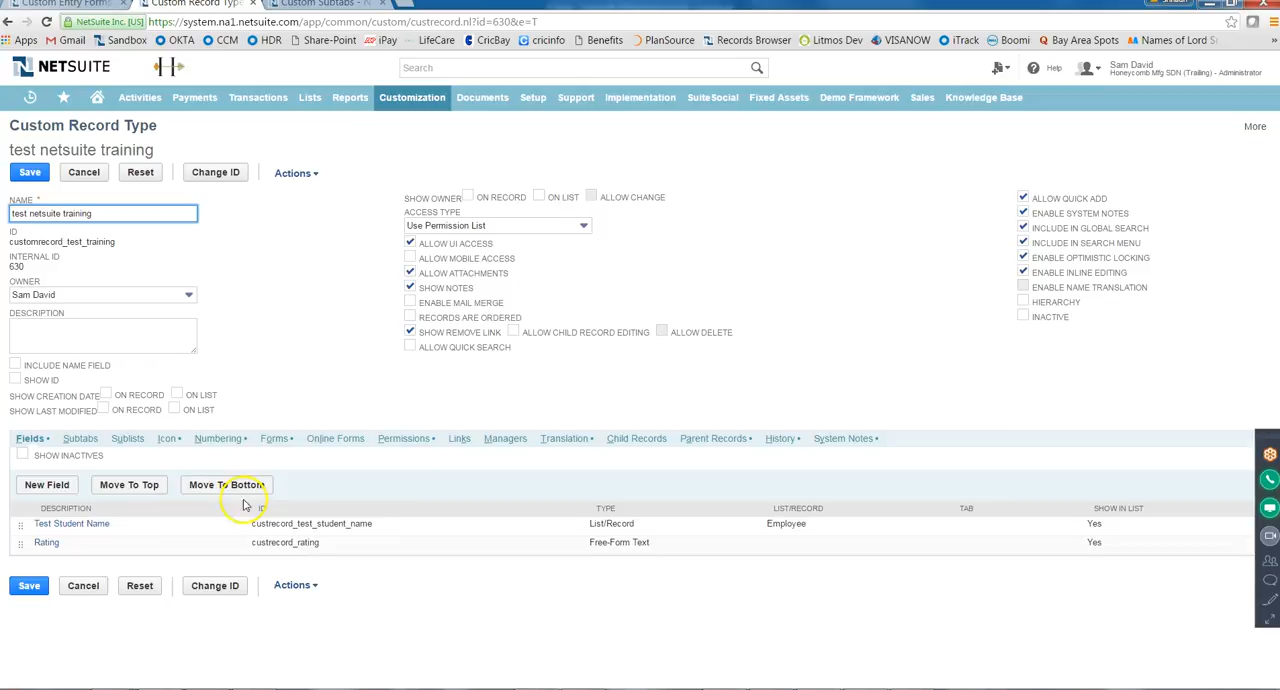 Custom Entry Forms
Custom Record Type
Custom Subtabs - N
NetSuite Inc. [US]
https://system.na1.netsuite.com/app/common/custom/custrecord.nl?id=630&e=T
Apps
Gmail
Sandbox
OKTA
CCM
HDR
Share-Point
iPay
LifeCare
CricBay
cricinfo
Benefits
PlanSource
Records Browser
Litmos Dev
VISANOW
iTrack
Boomi
Bay Area Spots
Names of Lord
NETSUITE
Search
Help
Sam David
Honeycomb Mfg SDN (Trailing) - Administrator
Activities
Payments
Transactions
Lists
Reports
Customization
Documents
Setup
Support
Implementation
SuiteSocial
Fixed Assets
Demo Framework
Sales
Knowledge Base
Custom Record Type
More
test netsuite training
Save
Cancel
Reset
Change ID
Actions
NAME *
test netsuite training
ID
customrecord_test_training
INTERNAL ID
630
OWNER
Sam David
DESCRIPTION
INCLUDE NAME FIELD
SHOW ID
SHOW CREATION DATE
ON RECORD
ON LIST
SHOW LAST MODIFIED
ON RECORD
ON LIST
SHOW OWNER
ON RECORD
ON LIST
ALLOW CHANGE
ACCESS TYPE
Use Permission List
ALLOW UI ACCESS
ALLOW MOBILE ACCESS
ALLOW ATTACHMENTS
SHOW NOTES
ENABLE MAIL MERGE
RECORDS ARE ORDERED
SHOW REMOVE LINK
ALLOW CHILD RECORD EDITING
ALLOW DELETE
ALLOW QUICK SEARCH
ALLOW QUICK ADD
ENABLE SYSTEM NOTES
INCLUDE IN GLOBAL SEARCH
INCLUDE IN SEARCH MENU
ENABLE OPTIMISTIC LOCKING
ENABLE INLINE EDITING
ENABLE NAME TRANSLATION
HIERARCHY
INACTIVE
Fields •
Subtabs
Sublists
Icon •
Numbering •
Forms •
Online Forms
Permissions •
Links
Managers
Translation •
Child Records
Parent Records •
History •
System Notes •
SHOW INACTIVES
New Field
Move To Top
Move To Bottom
DESCRIPTION
ID
TYPE
LIST/RECORD
TAB
SHOW IN LIST
Test Student Name
custrecord_test_student_name
List/Record
Employee
Yes
Rating
custrecord_rating
Free-Form Text
Yes
Save
Cancel
Reset
Change ID
Actions